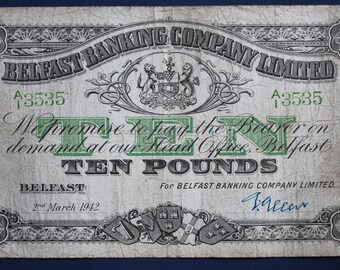 BELFAST BANKING COMPANY LIMITED
A/1 3535 A/1 3535
TEN
We promise to pay the Bearer on
demand at our Head Office, Belfast
TEN POUNDS
BELFAST For BELFAST BANKING COMPANY LIMITED.
2nd March 1942.